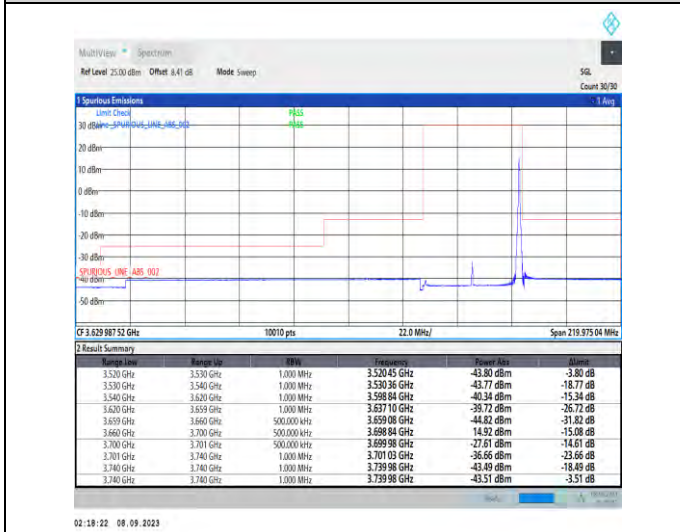 MultiView Spectrum
Ref Level 25.00 dBm Offset 8.41 dB Mode Sweep SGL
Count 30/30
1 Spurious Emissions 1 Avg
Limit Check PASS
30 dBm Line _SPURIOUS_LINE_ABS_002 PASS
20 dBm
10 dBm
0 dBm
-10 dBm
-20 dBm
-30 dBm
_SPURIOUS_LINE_ABS_002
-40 dBm
-50 dBm
CF 3.629 987 52 GHz 10010 pts 22.0 MHz/ Span 219.975 04 MHz
2 Result Summary
Range Low Range Up RBW Frequency Power Abs ΔLimit
3.520 GHz 3.530 GHz 1.000 MHz 3.520 45 GHz -43.80 dBm -3.80 dB
3.530 GHz 3.540 GHz 1.000 MHz 3.530 36 GHz -43.77 dBm -18.77 dB
3.540 GHz 3.620 GHz 1.000 MHz 3.598 84 GHz -40.34 dBm -15.34 dB
3.620 GHz 3.659 GHz 1.000 MHz 3.637 10 GHz -39.72 dBm -26.72 dB
3.659 GHz 3.660 GHz 500.000 kHz 3.659 08 GHz -44.82 dBm -31.82 dB
3.660 GHz 3.700 GHz 500.000 kHz 3.698 84 GHz 14.92 dBm -15.08 dB
3.700 GHz 3.701 GHz 500.000 kHz 3.699 98 GHz -27.61 dBm -14.61 dB
3.701 GHz 3.740 GHz 1.000 MHz 3.701 03 GHz -36.66 dBm -23.66 dB
3.740 GHz 3.740 GHz 1.000 MHz 3.739 98 GHz -43.49 dBm -18.49 dB
3.740 GHz 3.740 GHz 1.000 MHz 3.739 98 GHz -43.51 dBm -3.51 dB
02:18:22 08.09.2023